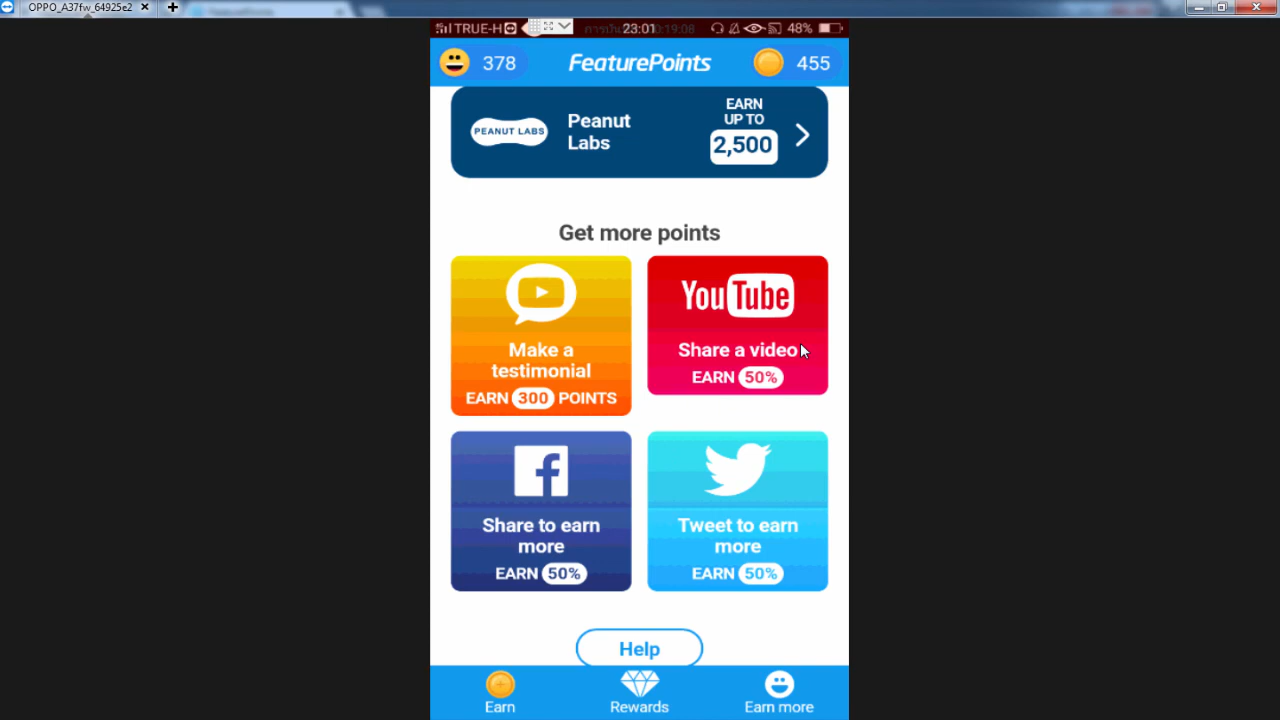 OPPO_A37fw_64925e2
TRUE-H 23:01 48%
378 FeaturePoints 455
PEANUT LABS
Peanut
Labs
EARN
UP TO
2,500
Get more points
Make a
testimonial
EARN 300 POINTS
YouTube
Share a video
EARN 50%
Share to earn
more
EARN 50%
Tweet to earn
more
EARN 50%
Help
Earn Rewards Earn more